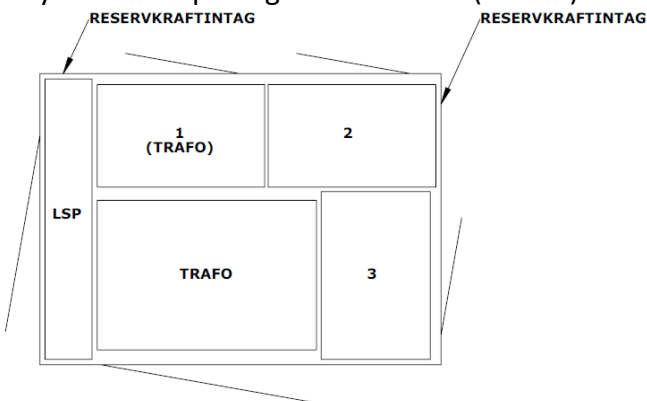 RESERVKRAFTINTAG
RESERVKRAFTINTAG
1
(TRAFO)
2
LSP
TRAFO
3